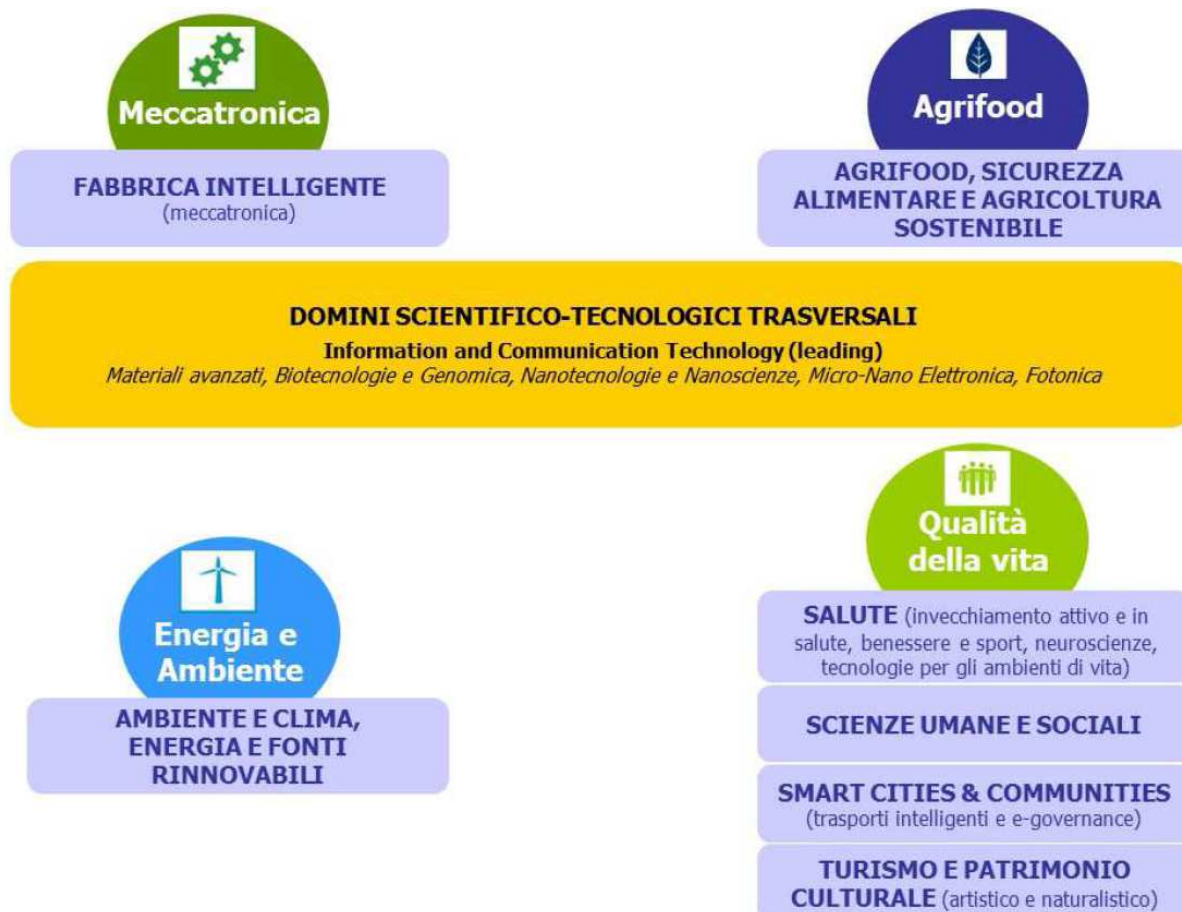 Meccatronica
FABBRICA INTELLIGENTE
(meccatronica)
Agrifood
AGRIFOOD, SICUREZZA
ALIMENTARE E AGRICOLTURA
SOSTENIBILE
DOMINI SCIENTIFICO-TECNOLOGICI TRASVERSALI
Information and Communication Technology (leading)
Materiali avanzati, Biotecnologie e Genomica, Nanotecnologie e Nanoscienze, Micro-Nano Elettronica, Fotonica
Energia e
Ambiente
AMBIENTE E CLIMA,
ENERGIA E FONTI
RINNOVABILI
Qualità
della vita
SALUTE (invecchiamento attivo e in
salute, benessere e sport, neuroscienze,
tecnologie per gli ambienti di vita)
SCIENZE UMANE E SOCIALI
SMART CITIES & COMMUNITIES
(trasporti intelligenti e e-governance)
TURISMO E PATRIMONIO
CULTURALE (artistico e naturalistico)